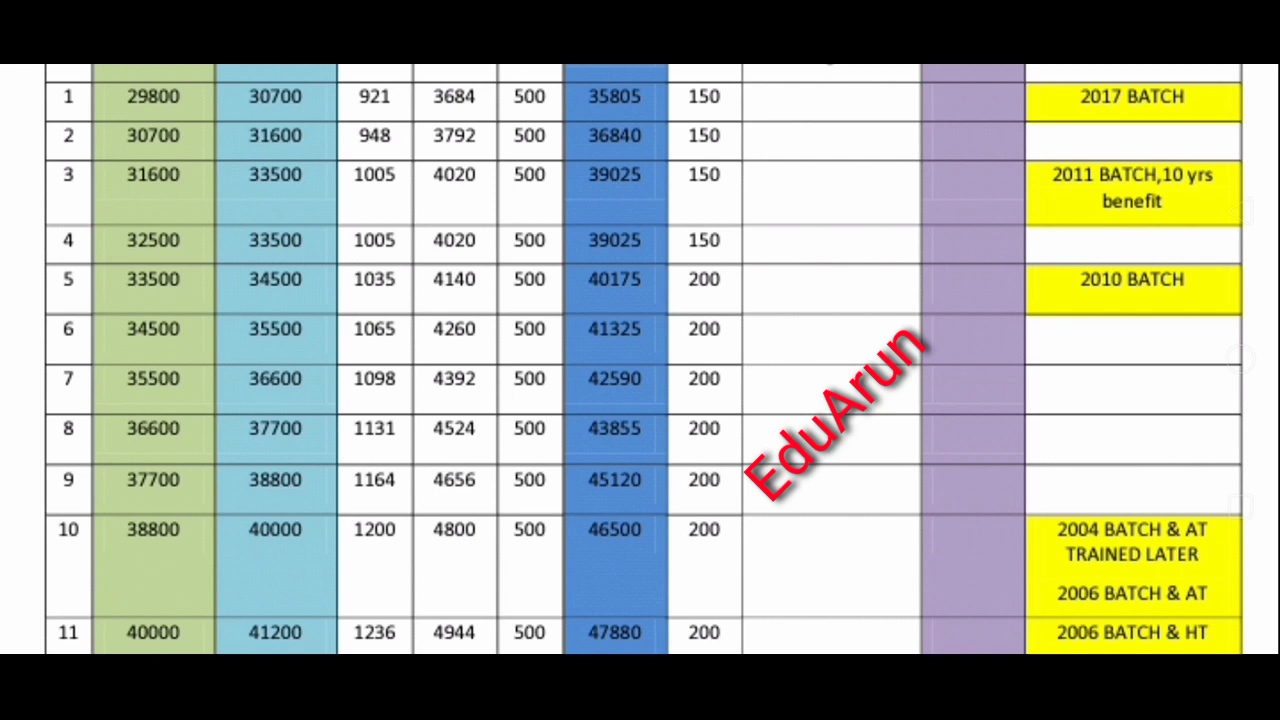 1 29800 30700 921 3684 500 35805 150 2017 BATCH
2 30700 31600 948 3792 500 36840 150
3 31600 33500 1005 4020 500 39025 150 2011 BATCH,10 yrs
benefit
4 32500 33500 1005 4020 500 39025 150
5 33500 34500 1035 4140 500 40175 200 2010 BATCH
6 34500 35500 1065 4260 500 41325 200
7 35500 36600 1098 4392 500 42590 200
8 36600 37700 1131 4524 500 43855 200
9 37700 38800 1164 4656 500 45120 200
EduArun
10 38800 40000 1200 4800 500 46500 200 2004 BATCH & AT
TRAINED LATER
2006 BATCH & AT
11 40000 41200 1236 4944 500 47880 200 2006 BATCH & HT